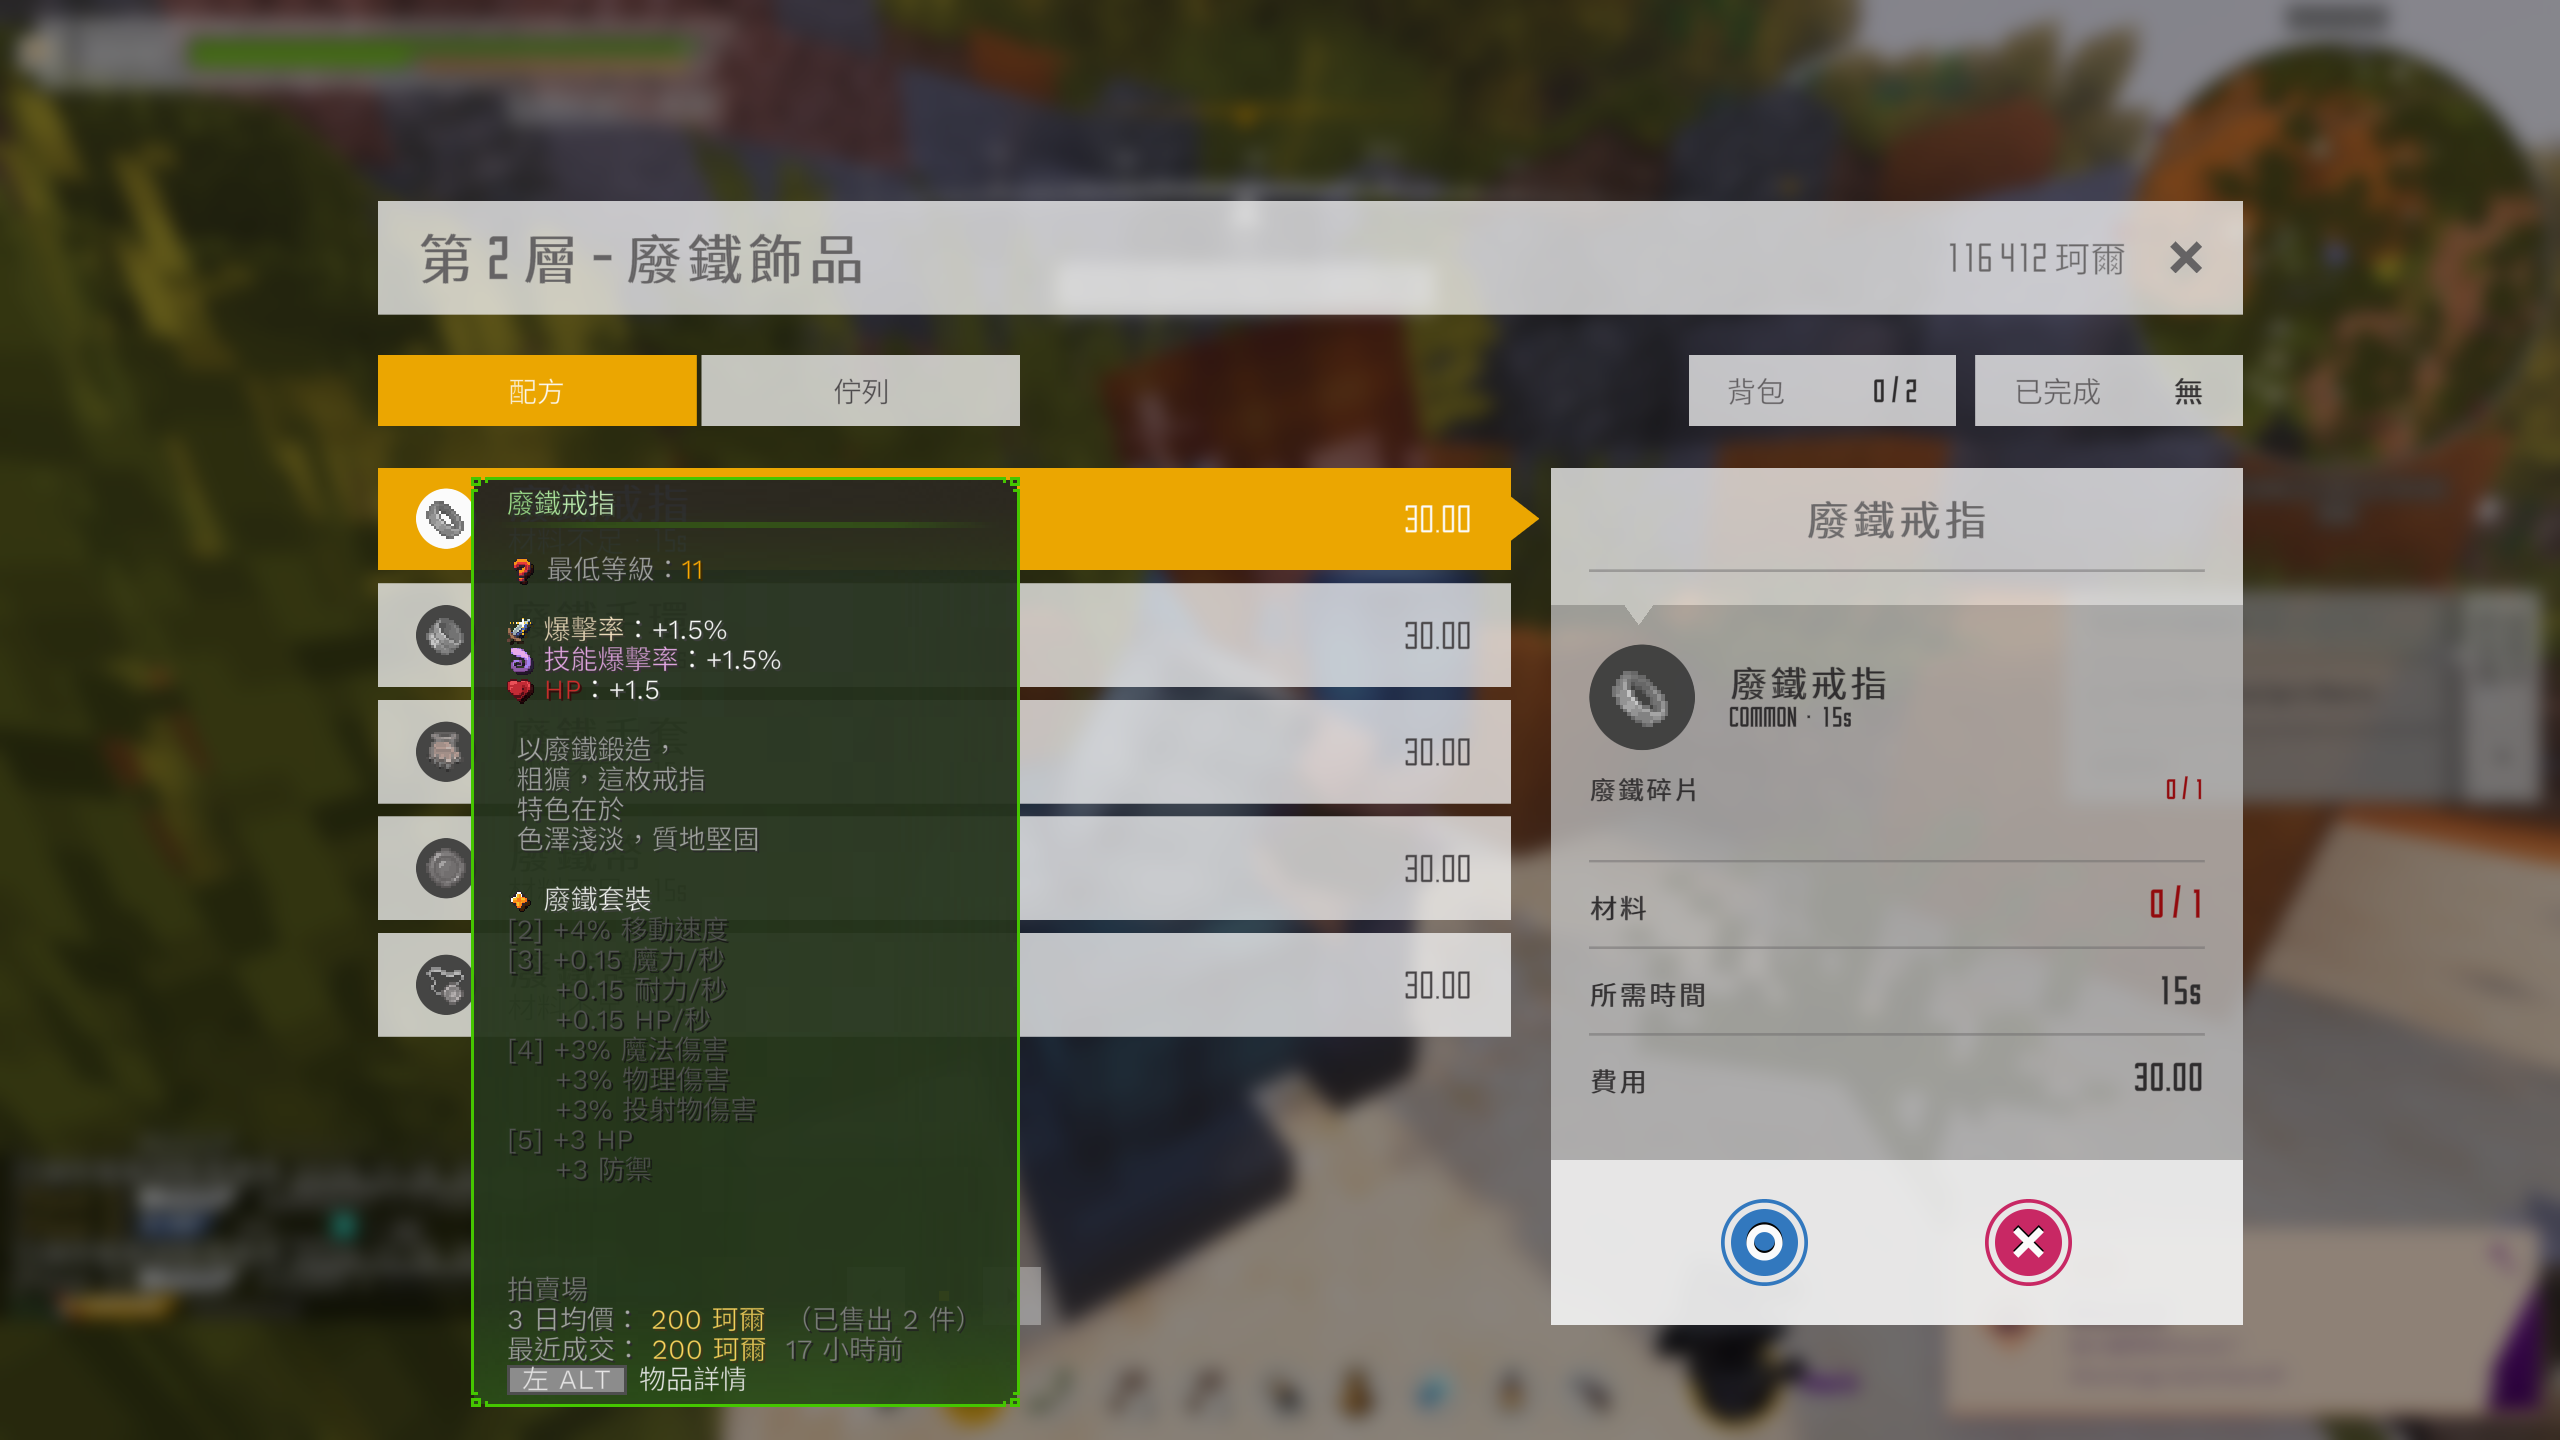 第2層-廢鐵飾品
116412 珂爾
配方
佇列
背包 0/2
已完成 無
30.00
30.00
30.00
30.00
30.00
廢鐵戒指
最低等級：11
爆擊率：+1.5%
技能爆擊率：+1.5%
HP：+1.5
以廢鐵鍛造，
粗獷，這枚戒指
特色在於
色澤淺淡，質地堅固
廢鐵套裝
[2] +4% 移動速度
[3] +0.15 魔力/秒
+0.15 耐力/秒
+0.15 HP/秒
[4] +3% 魔法傷害
+3% 物理傷害
+3% 投射物傷害
[5] +3 HP
+3 防禦
拍賣場
3 日均價： 200 珂爾 （已售出 2 件）
最近成交： 200 珂爾 17 小時前
左 ALT 物品詳情
廢鐵戒指
廢鐵戒指
COMMON · 15s
廢鐵碎片 0/1
材料 0/1
所需時間 15s
費用 30.00